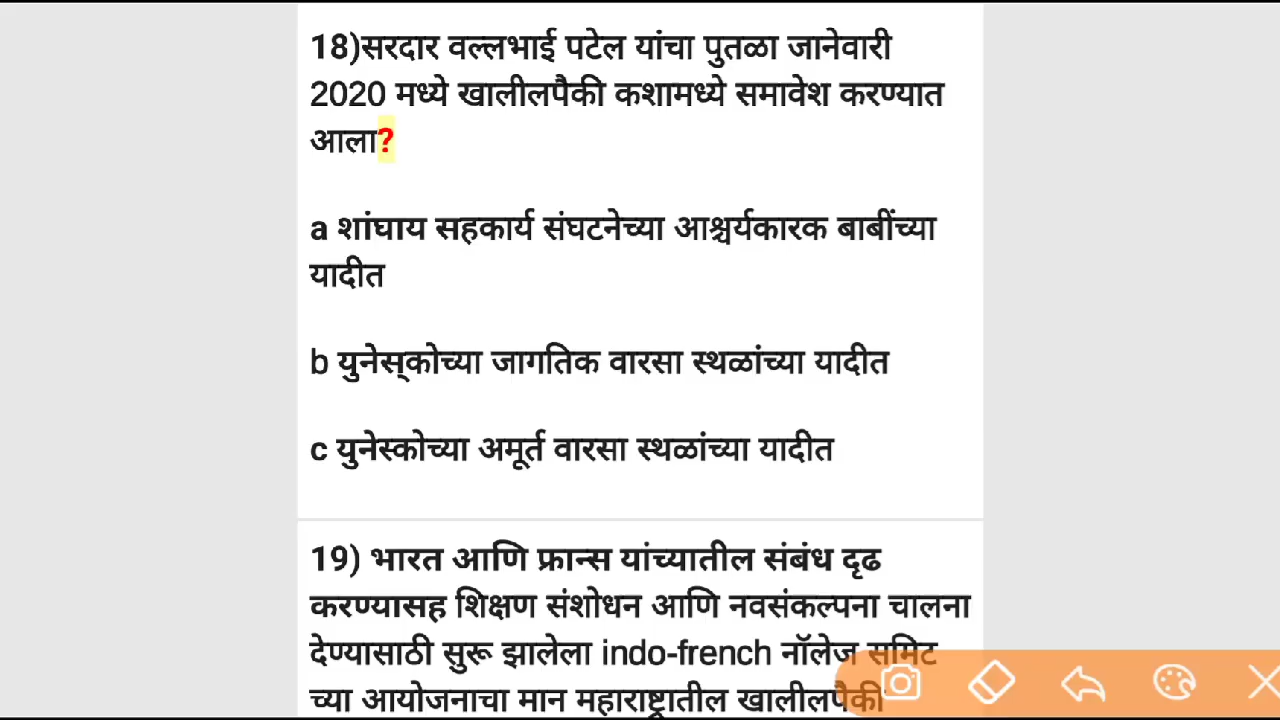 18)सरदार वल्लभाई पटेल यांचा पुतळा जानेवारी
2020 मध्ये खालीलपैकी कशामध्ये समावेश करण्यात
आला?
a शांघाय सहकार्य संघटनेच्या आश्चर्यकारक बाबींच्या
यादीत
b युनेस्‌कोच्या जागतिक वारसा स्थळांच्या यादीत
c युनेस्कोच्या अमूर्त वारसा स्थळांच्या यादीत
19) भारत आणि फ्रान्स यांच्यातील संबंध दृढ
करण्यासह शिक्षण संशोधन आणि नवसंकल्पना चालना
देण्यासाठी सुरू झालेला indo-french नॉलेज समिट
च्या आयोजनाचा मान महाराष्ट्रातील खालीलपैकी